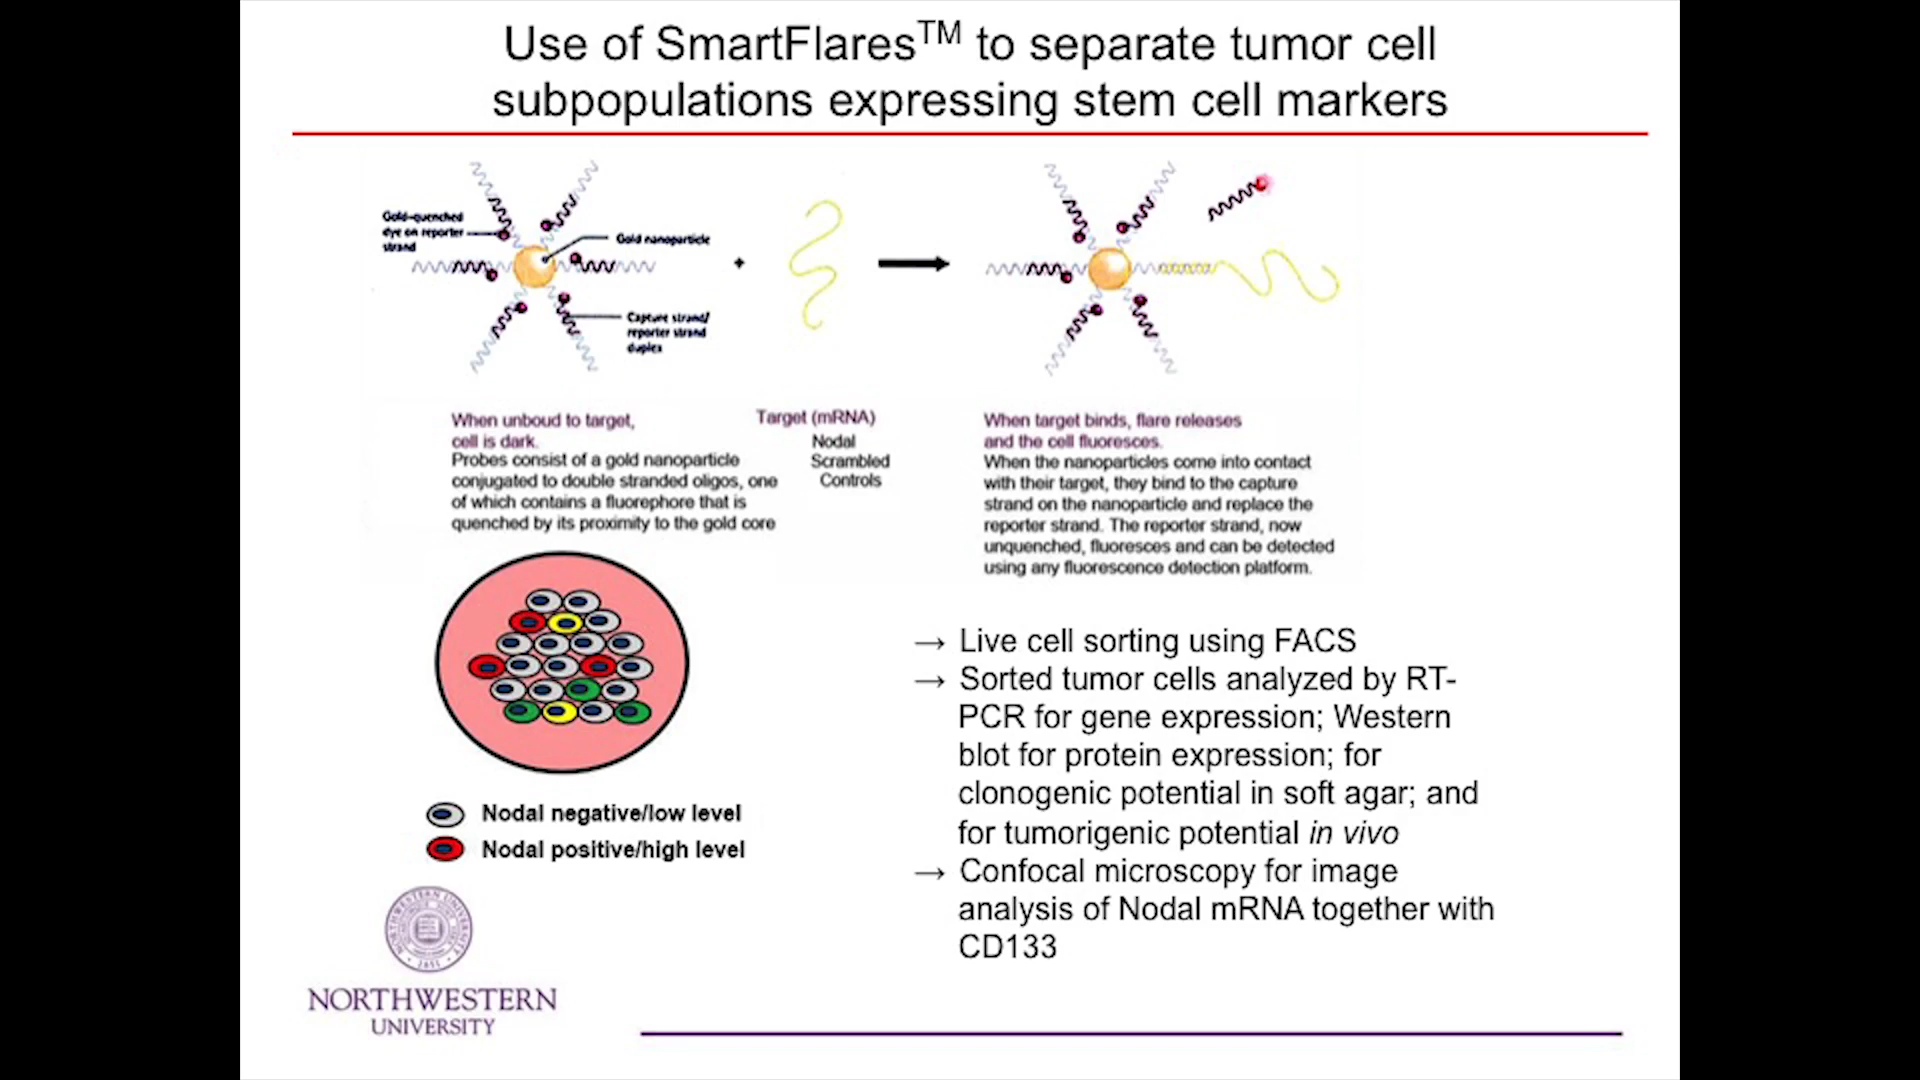 Use of SmartFlares™ to separate tumor cell
subpopulations expressing stem cell markers
Gold-quenched
dye on reporter
strand
Gold nanoparticle
Capture strand/
reporter strand
duplex
+
When unboud to target,
cell is dark.
Probes consist of a gold nanoparticle
conjugated to double stranded oligos, one
of which contains a fluorephore that is
quenched by its proximity to the gold core
Target (mRNA)
Nodal
Scrambled
Controls
When target binds, flare releases
and the cell fluoresces.
When the nanoparticles come into contact
with their target, they bind to the capture
strand on the nanoparticle and replace the
reporter strand. The reporter strand, now
unquenched, fluoresces and can be detected
using any fluorescence detection platform.
Nodal negative/low level
Nodal positive/high level
→ Live cell sorting using FACS
→ Sorted tumor cells analyzed by RT-
PCR for gene expression; Western
blot for protein expression; for
clonogenic potential in soft agar; and
for tumorigenic potential in vivo
→ Confocal microscopy for image
analysis of Nodal mRNA together with
CD133
NORTHWESTERN
UNIVERSITY